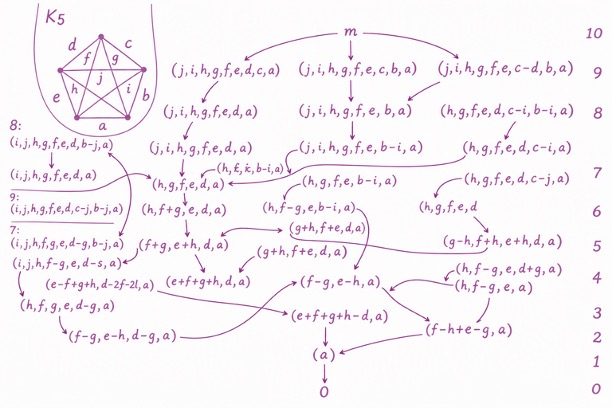 K5
d
c
f
g
j
h
i
e
b
a
m
10
(j,i,h,g,f,e,d,c,a)
(j,i,h,g,f,e,c,b,a)
(j,i,h,g,f,e,c-d,b,a)
9
(j,i,h,g,f,e,d,a)
(j,i,h,g,f,e,b,a)
(h,g,f,e,d,c-i,b-i,a)
8
8:
(i,j,h,g,f,e,d,b-j,a)
(j,i,h,g,f,e,d,a)
(j,i,h,g,f,e,b-i,a)
(h,g,f,e,d,c-i,a)
(i,j,h,g,f,e,d,a)
(h,g,f,e,d,a)
(h,g,f,e,b-i,a)
(h,g,f,e,d,c-j,a)
7
9:
(i,j,h,g,f,e,d,c-j,b-j,a)
(h,f+g,e,d,a)
(h,f-g,e,b-i,a)
(h,g,f,e,d
6
7:
(i,j,h,f,g,e,d-g,b-j,a)
(f+g,e+h,d,a)
(g+h,f+e,d,a)
(g-h,f+h,e+h,d,a)
5
(g+h,f+e,d,a)
(i,j,h,f-g,e,d-s,a)
(e+f+g+h,d,a)
(f-g,e-h,a)
(h,f-g,e,d+g,a)
4
(e-f+g+h,d-2f-2l,a)
(h,f-g,e,a)
(h,f,g,e,d-g,a)
(e+f+g+h-d,a)
3
(f-g,e-h,d-g,a)
(f-h+e-g,a)
2
(a)
1
0
0